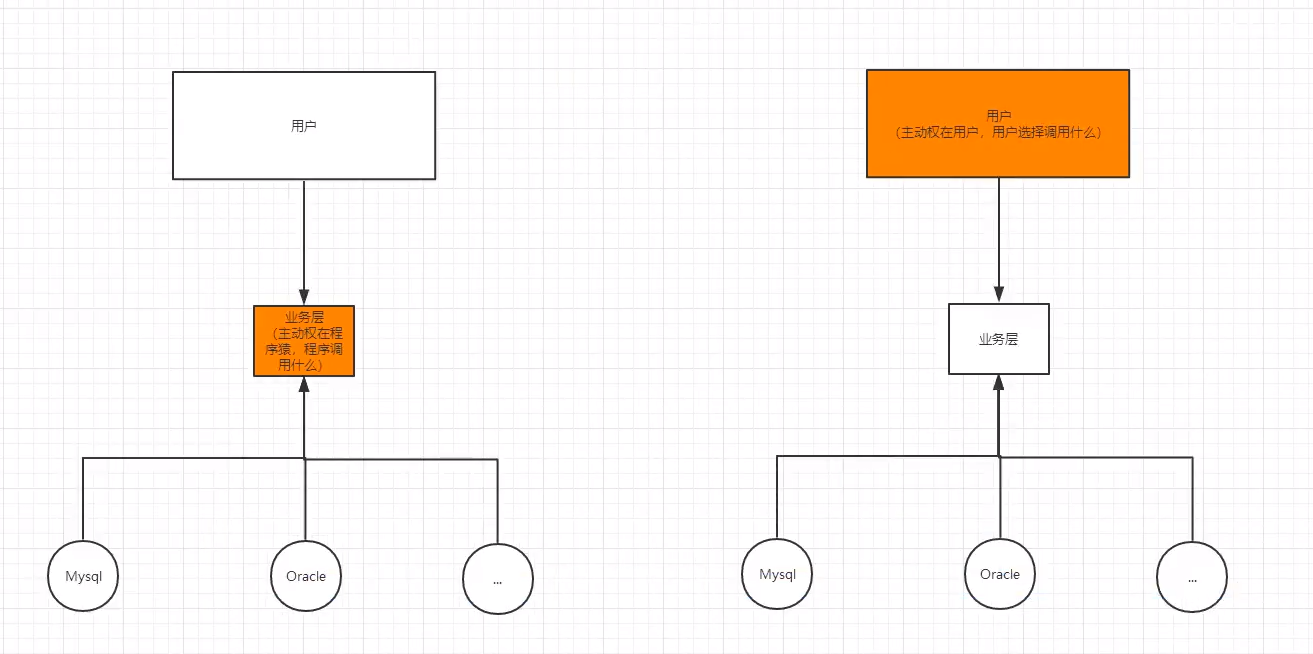 用户
业务层
（主动权在程
序猿，程序调
用什么）
Mysql
Oracle
...
用户
（主动权在用户，用户选择调用什么）
业务层
Mysql
Oracle
...